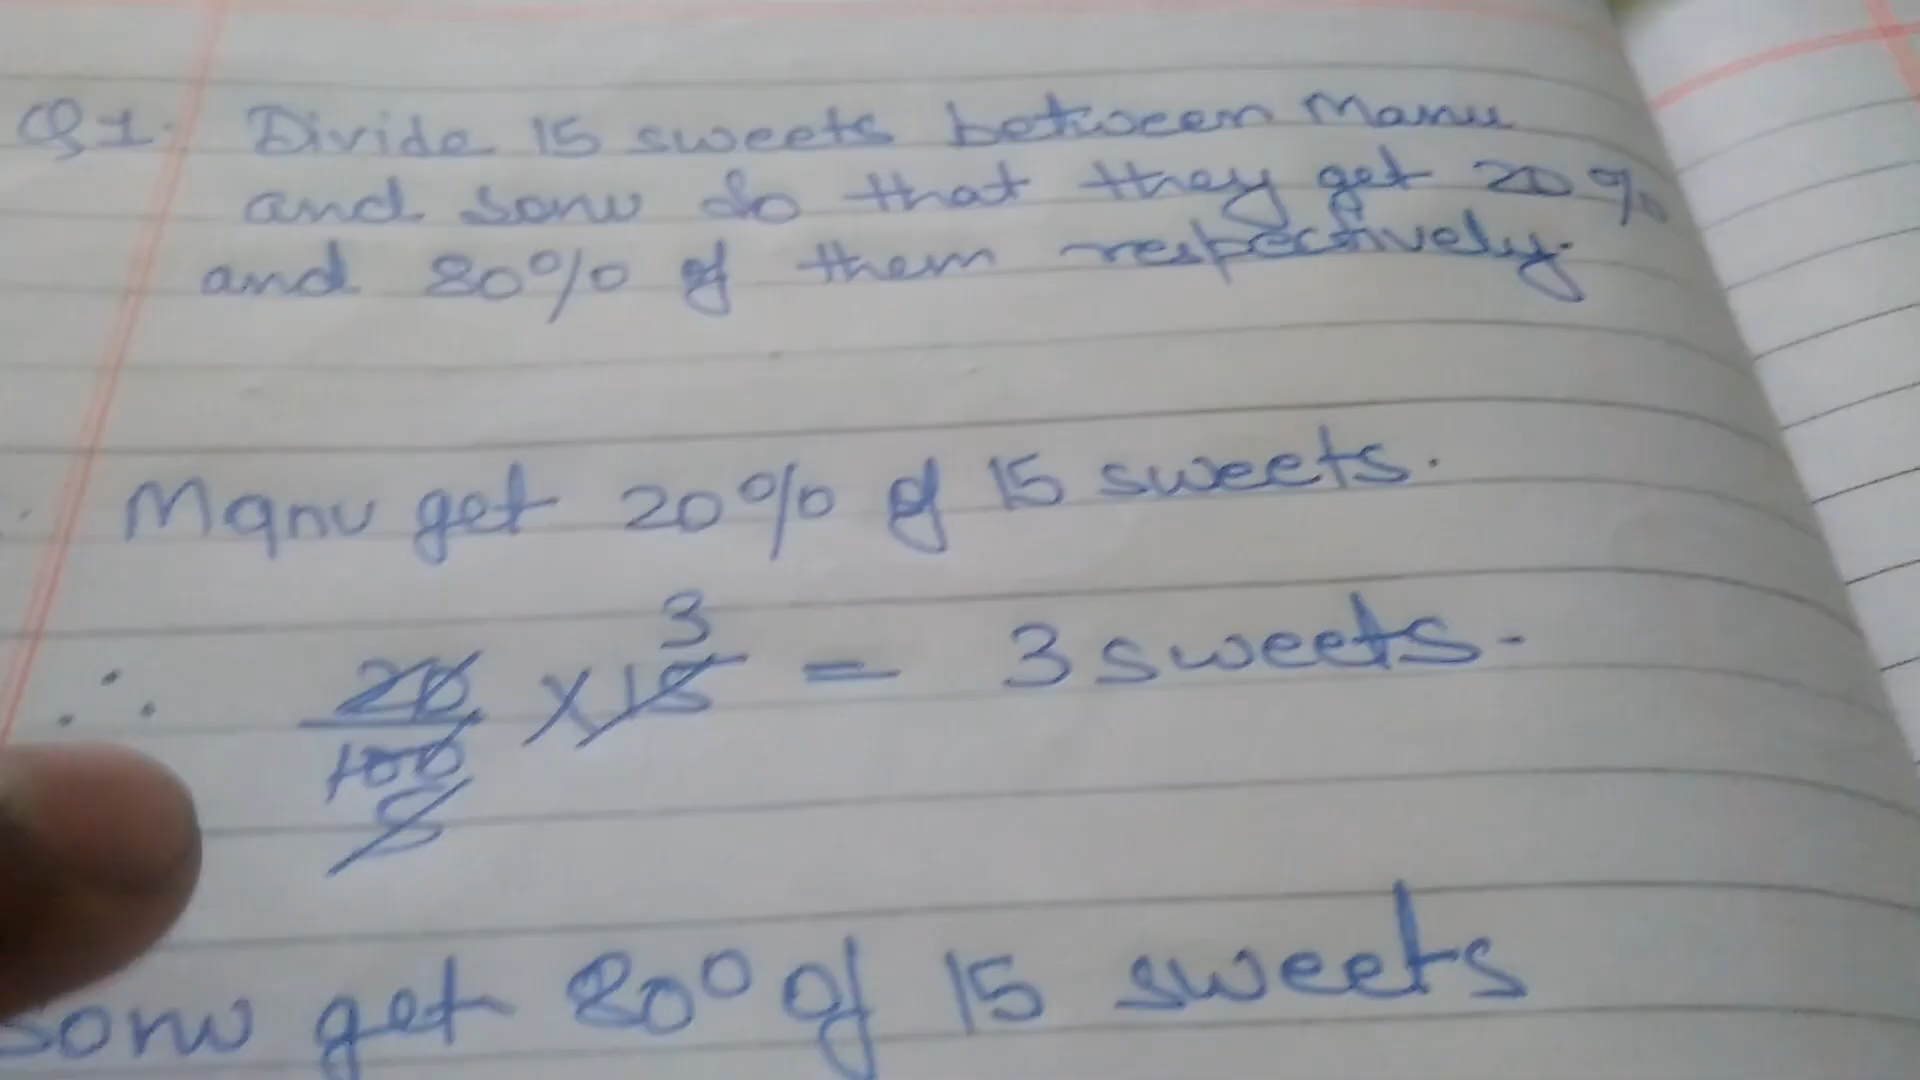 Q1. Divide 15 sweets between Manu
and sonu so that they get 20%
and 80% of them respectively.
Manu get 20% of 15 sweets.
3
∴ 20 × 15 = 3 sweets.
100
5
sonu get 80° of 15 sweets